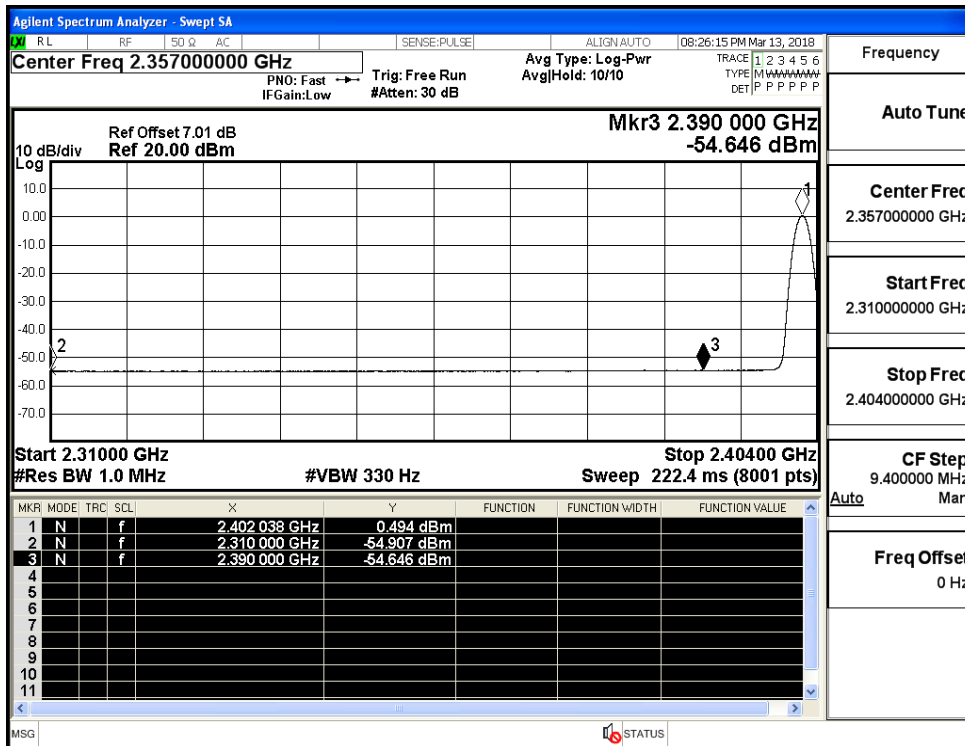 Agilent Spectrum Analyzer - Swept SA
LXI RL RF 50 Ω AC SENSE:PULSE ALIGN AUTO 08:26:15 PM Mar 13, 2018
Center Freq 2.357000000 GHz
PNO: Fast
IFGain:Low
Trig: Free Run
#Atten: 30 dB
Avg Type: Log-Pwr
Avg|Hold: 10/10
TRACE 1 2 3 4 5 6
TYPE M W W W W W
DET P P P P P P
Mkr3 2.390 000 GHz
-54.646 dBm
Ref Offset 7.01 dB
10 dB/div Ref 20.00 dBm
Log
10.0
0.00
-10.0
-20.0
-30.0
-40.0
-50.0
-60.0
-70.0
1
2
3
Start 2.31000 GHz Stop 2.40400 GHz
#Res BW 1.0 MHz #VBW 330 Hz Sweep 222.4 ms (8001 pts)
MKR MODE TRC SCL X Y FUNCTION FUNCTION WIDTH FUNCTION VALUE
1 N f 2.402 038 GHz 0.494 dBm
2 N f 2.310 000 GHz -54.907 dBm
3 N f 2.390 000 GHz -54.646 dBm
4
5
6
7
8
9
10
11
MSG STATUS
Frequency
Auto Tune
Center Freq
2.357000000 GHz
Start Freq
2.310000000 GHz
Stop Freq
2.404000000 GHz
CF Step
9.400000 MHz
Auto Man
Freq Offset
0 Hz